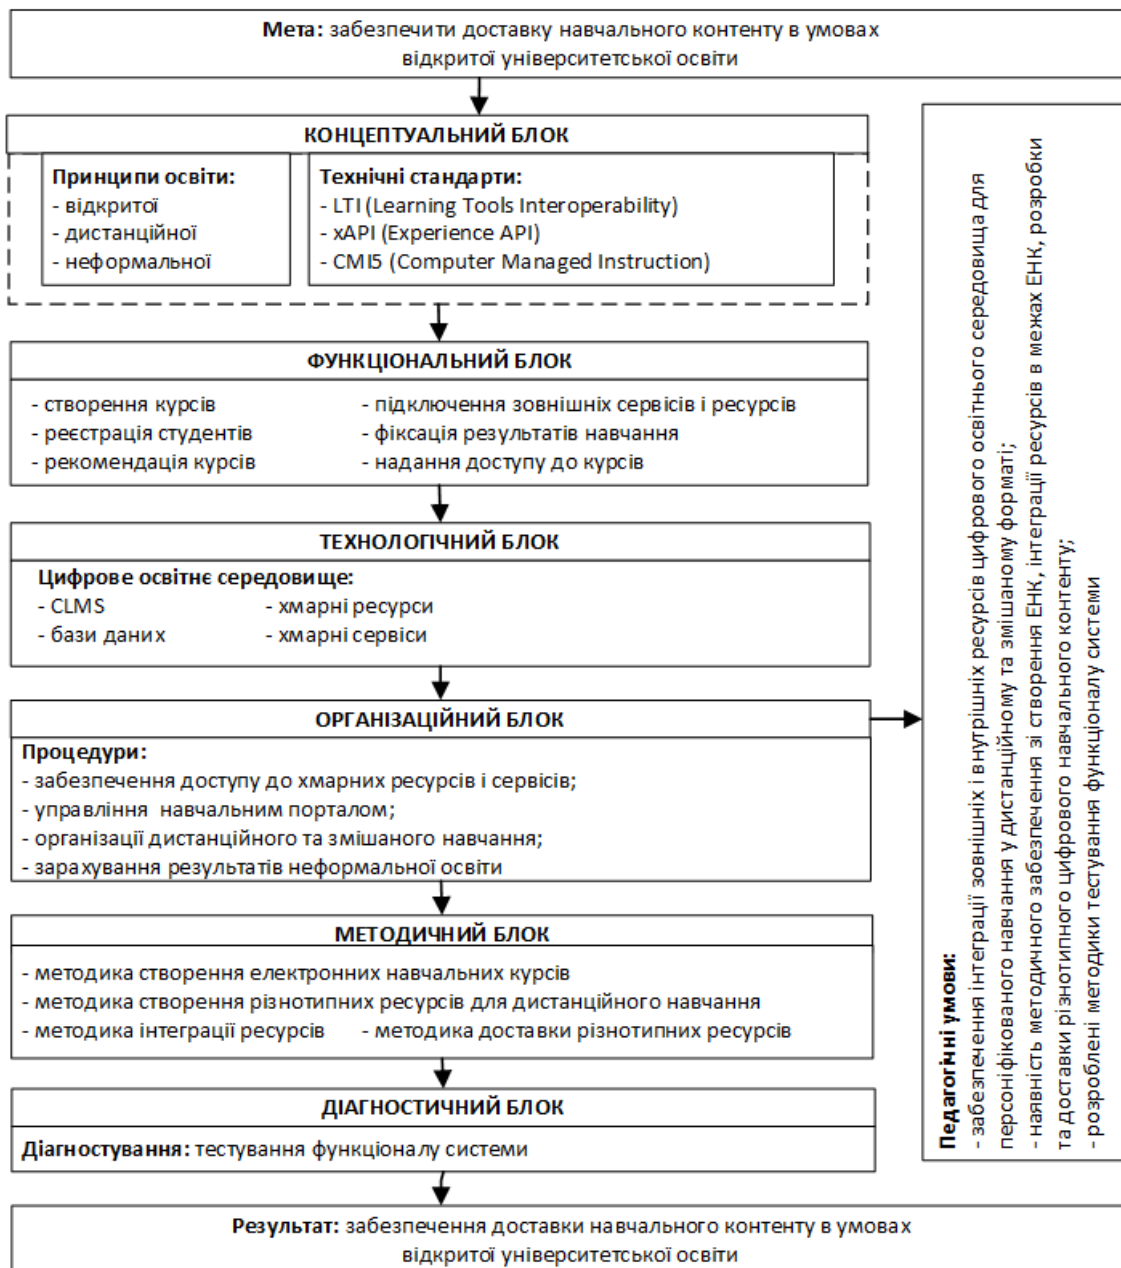 Мета: забезпечити доставку навчального контенту в умовах
відкритої університетської освіти
КОНЦЕПТУАЛЬНИЙ БЛОК
Принципи освіти:
- відкритої
- дистанційної
- неформальної
Технічні стандарти:
- LTI (Learning Tools Interoperability)
- xAPI (Experience API)
- CMI5 (Computer Managed Instruction)
ФУНКЦІОНАЛЬНИЙ БЛОК
- створення курсів
- реєстрація студентів
- рекомендація курсів
- підключення зовнішніх сервісів і ресурсів
- фіксація результатів навчання
- надання доступу до курсів
ТЕХНОЛОГІЧНИЙ БЛОК
Цифрове освітнє середовище:
- CLMS
- бази даних
- хмарні ресурси
- хмарні сервіси
ОРГАНІЗАЦІЙНИЙ БЛОК
Процедури:
- забезпечення доступу до хмарних ресурсів і сервісів;
- управління навчальним порталом;
- організації дистанційного та змішаного навчання;
- зарахування результатів неформальної освіти
МЕТОДИЧНИЙ БЛОК
- методика створення електронних навчальних курсів
- методика створення різнотипних ресурсів для дистанційного навчання
- методика інтеграції ресурсів - методика доставки різнотипних ресурсів
ДІАГНОСТИЧНИЙ БЛОК
Діагностування: тестування функціоналу системи
Результат: забезпечення доставки навчального контенту в умовах
відкритої університетської освіти
Педагогічні умови:
- забезпечення інтеграції зовнішніх і внутрішніх ресурсів цифрового освітнього середовища для
персоніфікованого навчання у дистанційному та змішаному форматі;
- наявність методичного забезпечення зі створення ЕНК, інтеграції ресурсів в межах ЕНК, розробки
та доставки різнотипного цифрового навчального контенту;
- розроблені методики тестування функціоналу системи